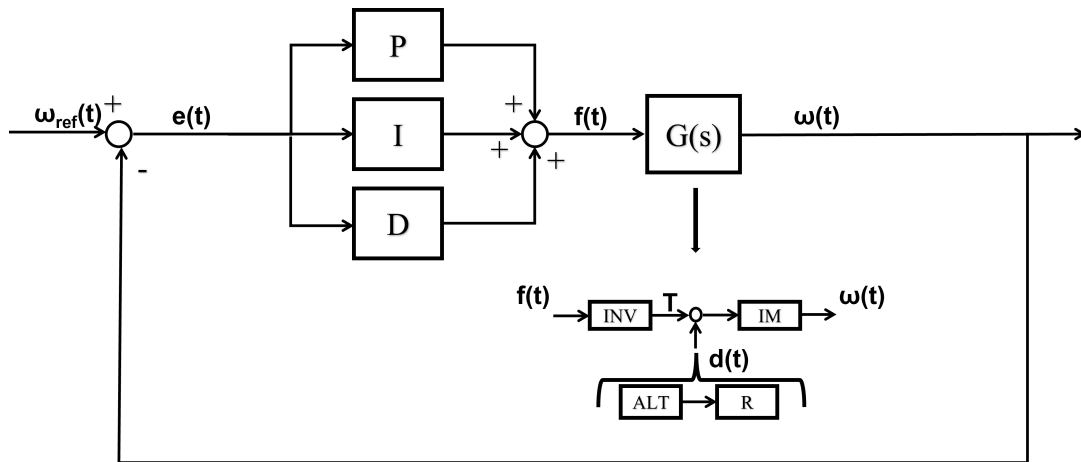 P
+
ω_ref(t)
e(t)
I
+
+
+
f(t)
G(s)
ω(t)
-
D
f(t)
INV
T
IM
ω(t)
d(t)
ALT
R